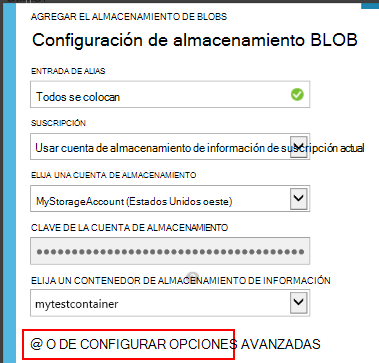 AGREGAR EL ALMACENAMIENTO DE BLOBS
Configuración de almacenamiento BLOB
ENTRADA DE ALIAS
Todos se colocan
SUSCRIPCIÓN
Usar cuenta de almacenamiento de información de suscripción actual
ELIJA UNA CUENTA DE ALMACENAMIENTO
MyStorageAccount (Estados Unidos oeste)
CLAVE DE LA CUENTA DE ALMACENAMIENTO
ELIJA UN CONTENEDOR DE ALMACENAMIENTO DE INFORMACIÓN
mytestcontainer
@ O DE CONFIGURAR OPCIONES AVANZADAS